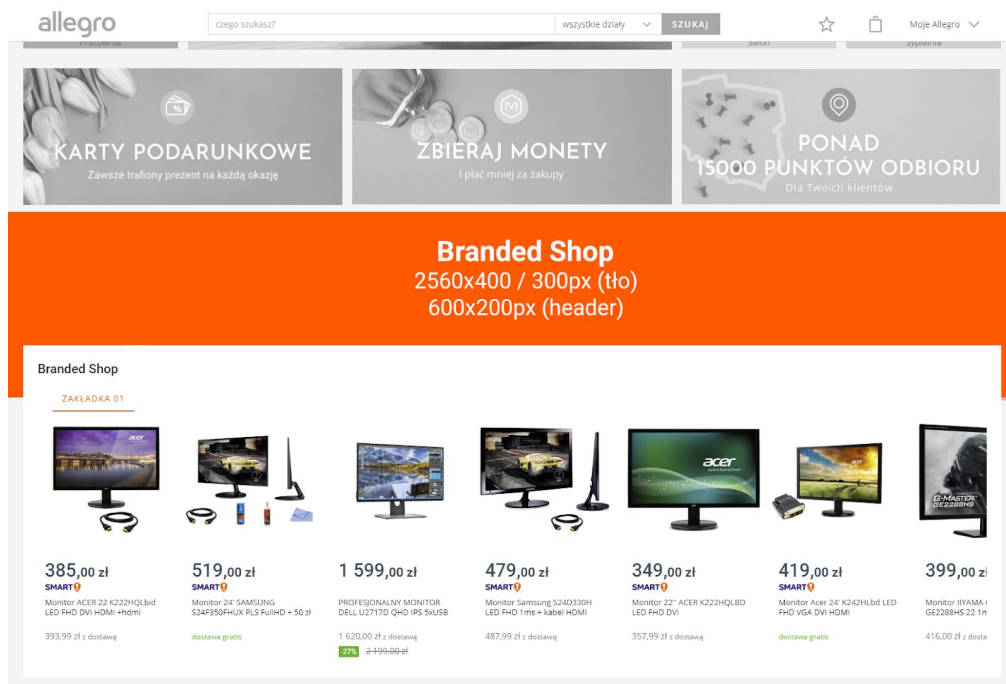 allegro
czego szukasz?
wszystkie działy
SZUKAJ
Moje Allegro
Pracownia
Salon
Sypialnia
%
KARTY PODARUNKOWE
Zawsze trafiony prezent na każdą okazję
M
ZBIERAJ MONETY
I płać mniej za zakupy
PONAD
15000 PUNKTÓW ODBIORU
Dla Twoich klientów
Branded Shop
2560x400 / 300px (tło)
600x200px (header)
Branded Shop
ZAKŁADKA 01
acer
acer
G-MASTER
GE2288HS
385,00 zł
SMART!
Monitor ACER 22 K222HQLbid
LED FHD DVI HDMI +hdmi
393,99 zł z dostawą
519,00 zł
SMART!
Monitor 24' SAMSUNG
S24F350FHUX PLS FullHD + 50 zł
dostawa gratis
1 599,00 zł
PROFESJONALNY MONITOR
DELL U2717D QHD IPS 5xUSB
1 620,00 zł z dostawą
-27% 2 199,00 zł
479,00 zł
SMART!
Monitor Samsung S24D330H
LED FHD 1ms + kabel HDMI
487,99 zł z dostawą
349,00 zł
SMART!
Monitor 22'' ACER K222HQLBD
LED FHD DVI
357,99 zł z dostawą
419,00 zł
SMART!
Monitor Acer 24' K242HLbd LED
FHD VGA DVI HDMI
dostawa gratis
399,00 zł
Monitor IIYAMA
GE2288HS 22 1m
416,00 zł z dosta